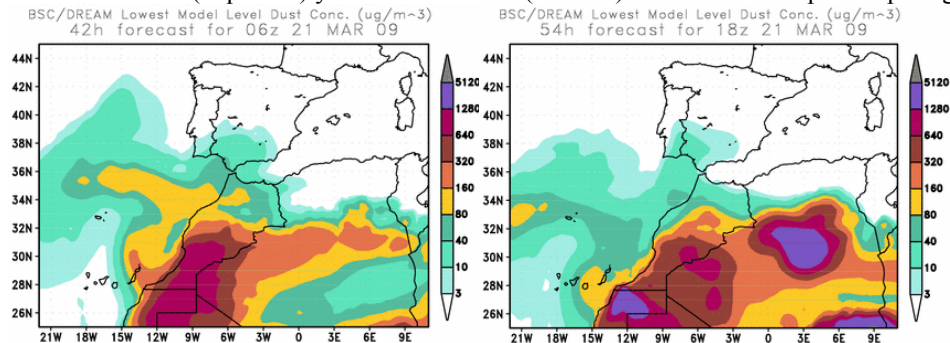 BSC/DREAM Lowest Model Level Dust Conc. (ug/m^3)
42h forecast for 06z 21 MAR 09
44N
42N
40N
38N
36N
34N
32N
30N
28N
26N
21W 18W 15W 12W 9W 6W 3W 0 3E 6E 9E
5120
1280
640
320
160
80
40
10
3
BSC/DREAM Lowest Model Level Dust Conc. (ug/m^3)
54h forecast for 18z 21 MAR 09
44N
42N
40N
38N
36N
34N
32N
30N
28N
26N
21W 18W 15W 12W 9W 6W 3W 0 3E 6E 9E
5120
1280
640
320
160
80
40
10
3